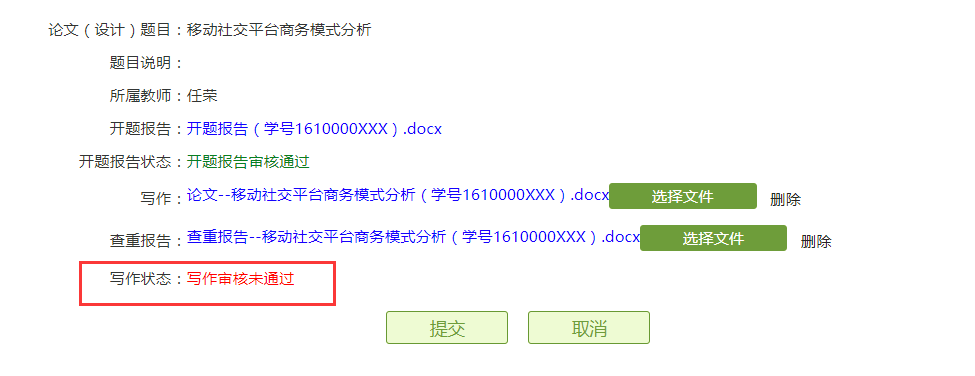 论文（设计）题目：移动社交平台商务模式分析
题目说明：
所属教师：任荣
开题报告：开题报告（学号1610000XXX）.docx
开题报告状态：开题报告审核通过
写作：论文--移动社交平台商务模式分析（学号1610000XXX）.docx 选择文件 删除
查重报告：查重报告--移动社交平台商务模式分析（学号1610000XXX）.docx 选择文件 删除
写作状态：写作审核未通过
提交 取消